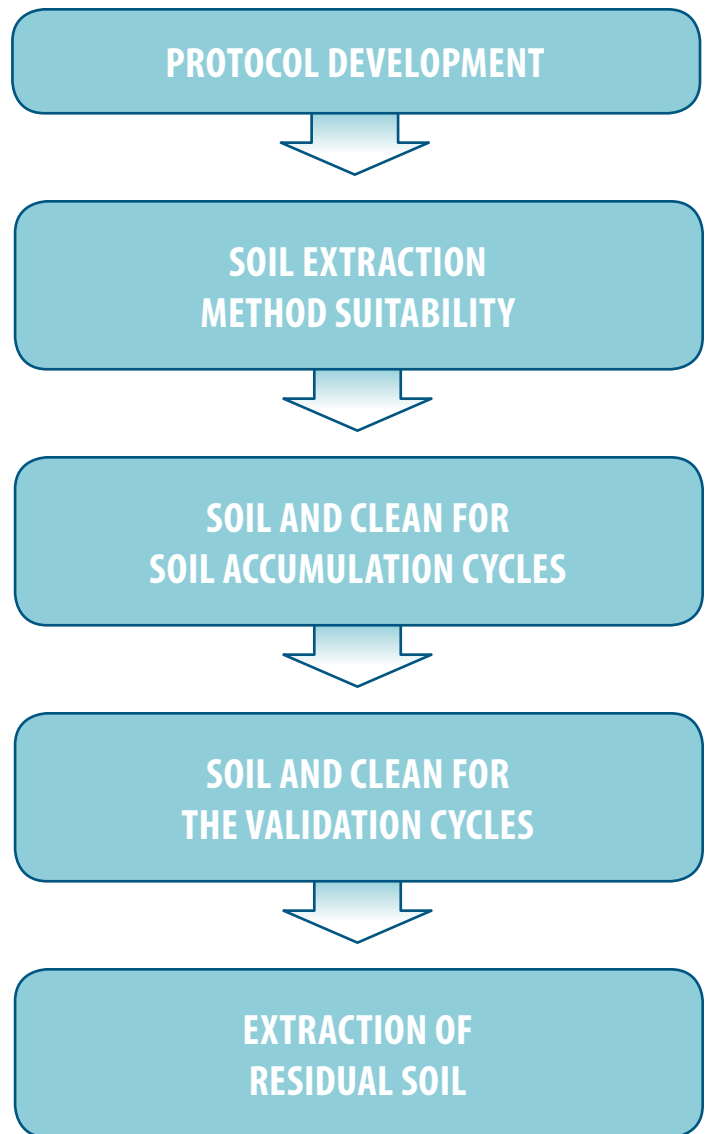 PROTOCOL DEVELOPMENT
SOIL EXTRACTION
METHOD SUITABILITY
SOIL AND CLEAN FOR
SOIL ACCUMULATION CYCLES
SOIL AND CLEAN FOR
THE VALIDATION CYCLES
EXTRACTION OF
RESIDUAL SOIL